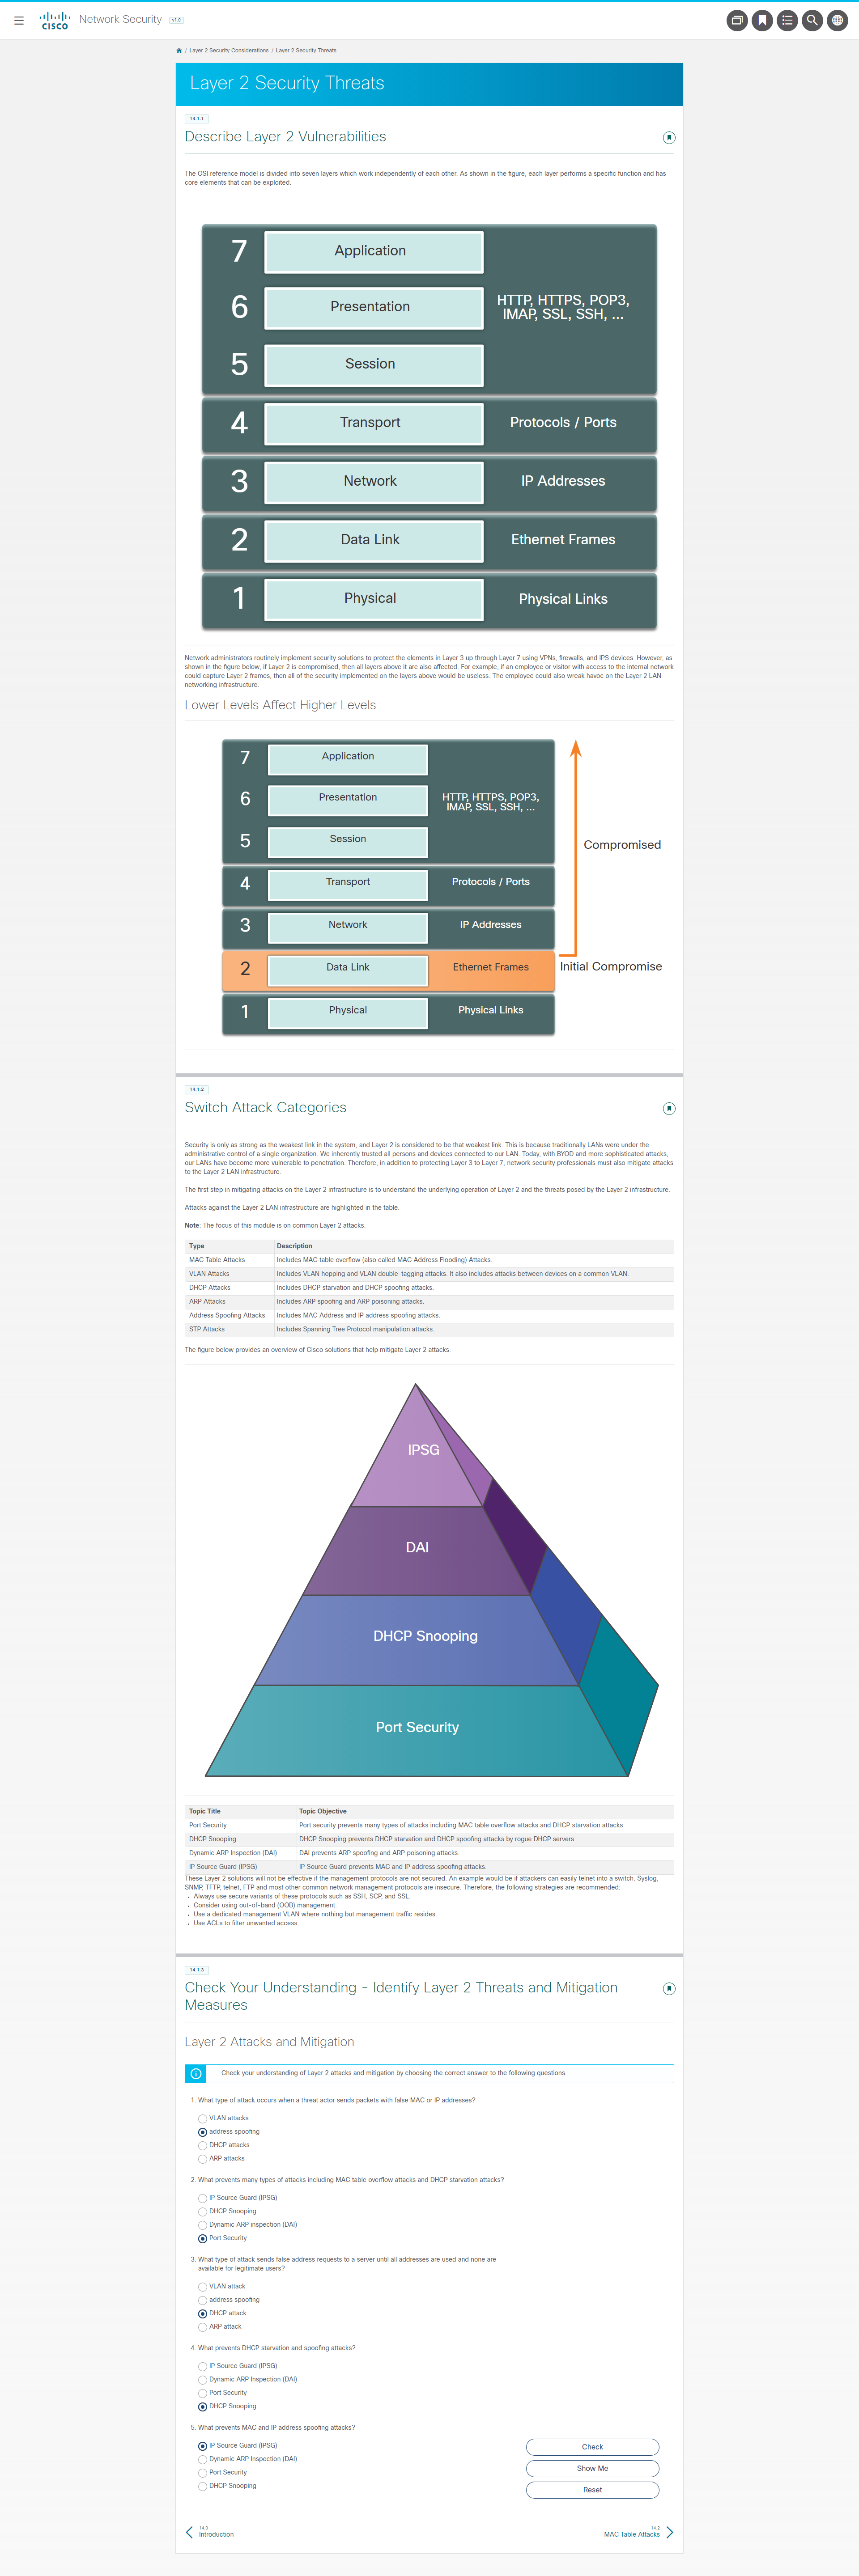 CISCO
Network Security v1.0
/ Layer 2 Security Considerations / Layer 2 Security Threats
Layer 2 Security Threats
14.1.1
Describe Layer 2 Vulnerabilities
The OSI reference model is divided into seven layers which work independently of each other. As shown in the figure, each layer performs a specific function and has
core elements that can be exploited.
7 Application
6 Presentation HTTP, HTTPS, POP3,
IMAP, SSL, SSH, ...
5 Session
4 Transport Protocols / Ports
3 Network IP Addresses
2 Data Link Ethernet Frames
1 Physical Physical Links
Network administrators routinely implement security solutions to protect the elements in Layer 3 up through Layer 7 using VPNs, firewalls, and IPS devices. However, as
shown in the figure below, if Layer 2 is compromised, then all layers above it are also affected. For example, if an employee or visitor with access to the internal network
could capture Layer 2 frames, then all of the security implemented on the layers above would be useless. The employee could also wreak havoc on the Layer 2 LAN
networking infrastructure.
Lower Levels Affect Higher Levels
7 Application
6 Presentation HTTP, HTTPS, POP3,
IMAP, SSL, SSH, ...
5 Session Compromised
4 Transport Protocols / Ports
3 Network IP Addresses
2 Data Link Ethernet Frames Initial Compromise
1 Physical Physical Links
14.1.2
Switch Attack Categories
Security is only as strong as the weakest link in the system, and Layer 2 is considered to be that weakest link. This is because traditionally LANs were under the
administrative control of a single organization. We inherently trusted all persons and devices connected to our LAN. Today, with BYOD and more sophisticated attacks,
our LANs have become more vulnerable to penetration. Therefore, in addition to protecting Layer 3 to Layer 7, network security professionals must also mitigate attacks
to the Layer 2 LAN infrastructure.
The first step in mitigating attacks on the Layer 2 infrastructure is to understand the underlying operation of Layer 2 and the threats posed by the Layer 2 infrastructure.
Attacks against the Layer 2 LAN infrastructure are highlighted in the table.
Note: The focus of this module is on common Layer 2 attacks.
Type Description
MAC Table Attacks Includes MAC table overflow (also called MAC Address Flooding) Attacks.
VLAN Attacks Includes VLAN hopping and VLAN double-tagging attacks. It also includes attacks between devices on a common VLAN.
DHCP Attacks Includes DHCP starvation and DHCP spoofing attacks.
ARP Attacks Includes ARP spoofing and ARP poisoning attacks.
Address Spoofing Attacks Includes MAC Address and IP address spoofing attacks.
STP Attacks Includes Spanning Tree Protocol manipulation attacks.
The figure below provides an overview of Cisco solutions that help mitigate Layer 2 attacks.
IPSG
DAI
DHCP Snooping
Port Security
Topic Title Topic Objective
Port Security Port security prevents many types of attacks including MAC table overflow attacks and DHCP starvation attacks.
DHCP Snooping DHCP Snooping prevents DHCP starvation and DHCP spoofing attacks by rogue DHCP servers.
Dynamic ARP Inspection (DAI) DAI prevents ARP spoofing and ARP poisoning attacks.
IP Source Guard (IPSG) IP Source Guard prevents MAC and IP address spoofing attacks.
These Layer 2 solutions will not be effective if the management protocols are not secured. An example would be if attackers can easily telnet into a switch. Syslog,
SNMP, TFTP, telnet, FTP and most other common network management protocols are insecure. Therefore, the following strategies are recommended:
• Always use secure variants of these protocols such as SSH, SCP, and SSL.
• Consider using out-of-band (OOB) management.
• Use a dedicated management VLAN where nothing but management traffic resides.
• Use ACLs to filter unwanted access.
14.1.3
Check Your Understanding - Identify Layer 2 Threats and Mitigation
Measures
Layer 2 Attacks and Mitigation
Check your understanding of Layer 2 attacks and mitigation by choosing the correct answer to the following questions.
1. What type of attack occurs when a threat actor sends packets with false MAC or IP addresses?
VLAN attacks
address spoofing
DHCP attacks
ARP attacks
2. What prevents many types of attacks including MAC table overflow attacks and DHCP starvation attacks?
IP Source Guard (IPSG)
DHCP Snooping
Dynamic ARP inspection (DAI)
Port Security
3. What type of attack sends false address requests to a server until all addresses are used and none are
available for legitimate users?
VLAN attack
address spoofing
DHCP attack
ARP attack
4. What prevents DHCP starvation and spoofing attacks?
IP Source Guard (IPSG)
Dynamic ARP Inspection (DAI)
Port Security
DHCP Snooping
5. What prevents MAC and IP address spoofing attacks?
IP Source Guard (IPSG)
Dynamic ARP Inspection (DAI)
Port Security
DHCP Snooping
Check
Show Me
Reset
14.0
Introduction
14.2
MAC Table Attacks